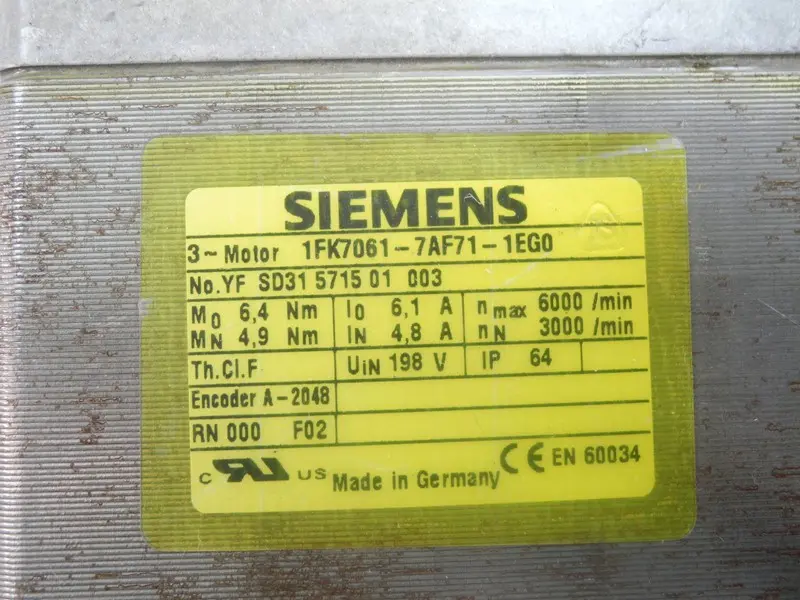 SIEMENS
3~Motor 1FK7061-7AF71-1EG0
No.YF SD31 5715 01 003
M0 6,4 Nm I0 6,1 A nmax 6000 /min
MN 4,9 Nm IN 4,8 A nN 3000 /min
Th.Cl.F UiN 198 V IP 64
Encoder A-2048
RN 000 F02
c RU US Made in Germany CE EN 60034